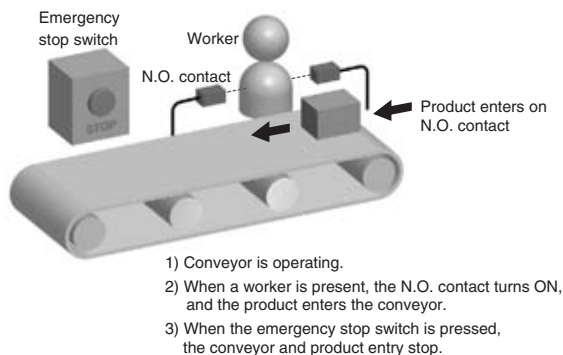 Emergency
stop switch
Worker
N.O. contact
STOP
Product enters on
N.O. contact
1) Conveyor is operating.
2) When a worker is present, the N.O. contact turns ON,
and the product enters the conveyor.
3) When the emergency stop switch is pressed,
the conveyor and product entry stop.